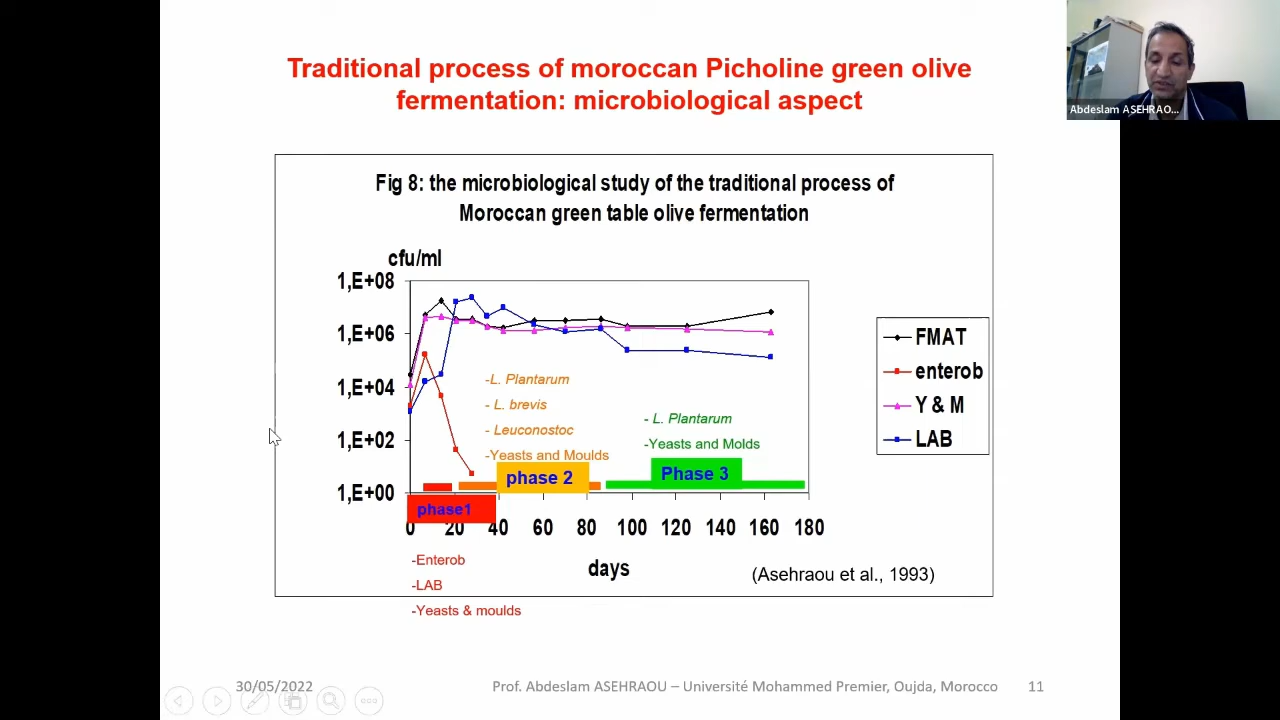 Traditional process of moroccan Picholine green olive
fermentation: microbiological aspect
Abdeslam ASEHRAO...
Fig 8: the microbiological study of the traditional process of
Moroccan green table olive fermentation
cfu/ml
1,E+08
1,E+06
1,E+04
1,E+02
1,E+00
-L. Plantarum
-L. brevis
-Leuconostoc
-Yeasts and Moulds
- L. Plantarum
-Yeasts and Molds
FMAT
enterob
Y & M
LAB
phase1
phase 2
Phase 3
0 20 40 60 80 100 120 140 160 180
days
-Enterob
-LAB
-Yeasts & moulds
(Asehraou et al., 1993)
30/05/2022
Prof. Abdeslam ASEHRAOU – Université Mohammed Premier, Oujda, Morocco
11